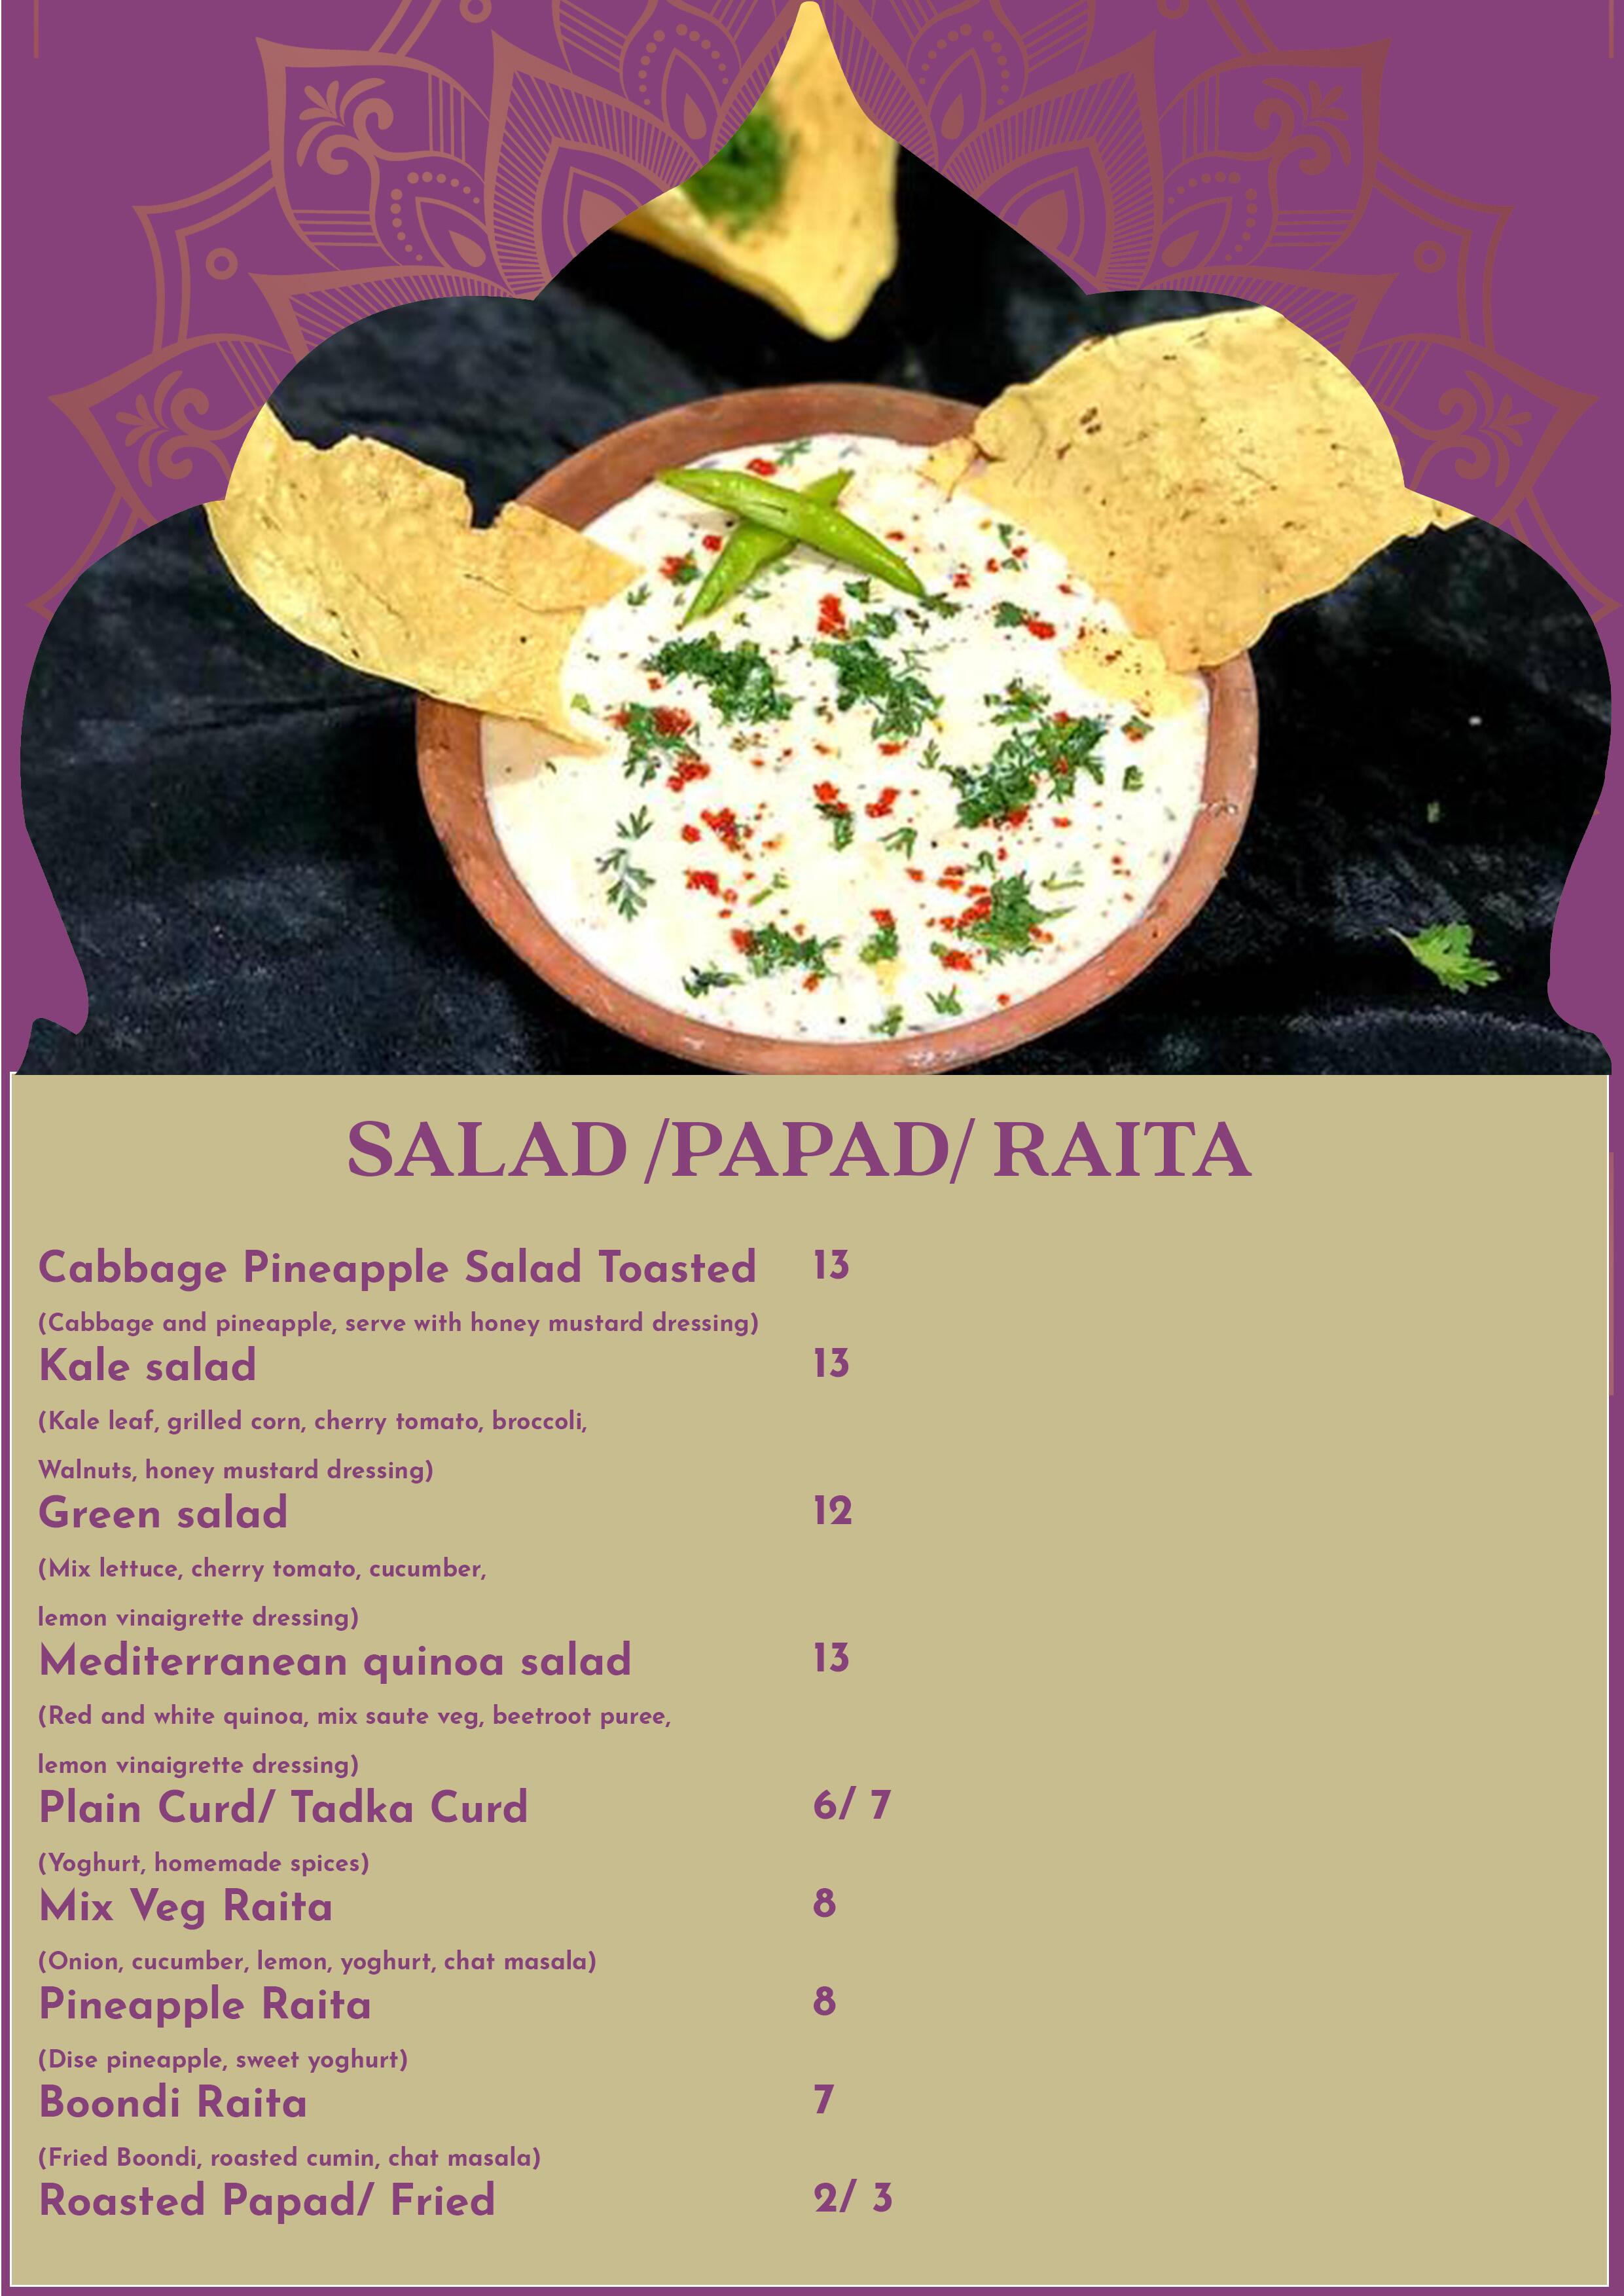 SALAD /PAPAD/ RAITA
Cabbage Pineapple Salad Toasted 13
(Cabbage and pineapple, serve with honey mustard dressing)
Kale salad 13
(Kale leaf, grilled corn, cherry tomato, broccoli,
Walnuts, honey mustard dressing)
Green salad 12
(Mix lettuce, cherry tomato, cucumber,
lemon vinaigrette dressing)
Mediterranean quinoa salad 13
(Red and white quinoa, mix saute veg, beetroot puree,
lemon vinaigrette dressing)
Plain Curd/ Tadka Curd 6/ 7
(Yoghurt, homemade spices)
Mix Veg Raita 8
(Onion, cucumber, lemon, yoghurt, chat masala)
Pineapple Raita 8
(Dise pineapple, sweet yoghurt)
Boondi Raita 7
(Fried Boondi, roasted cumin, chat masala)
Roasted Papad/ Fried 2/ 3